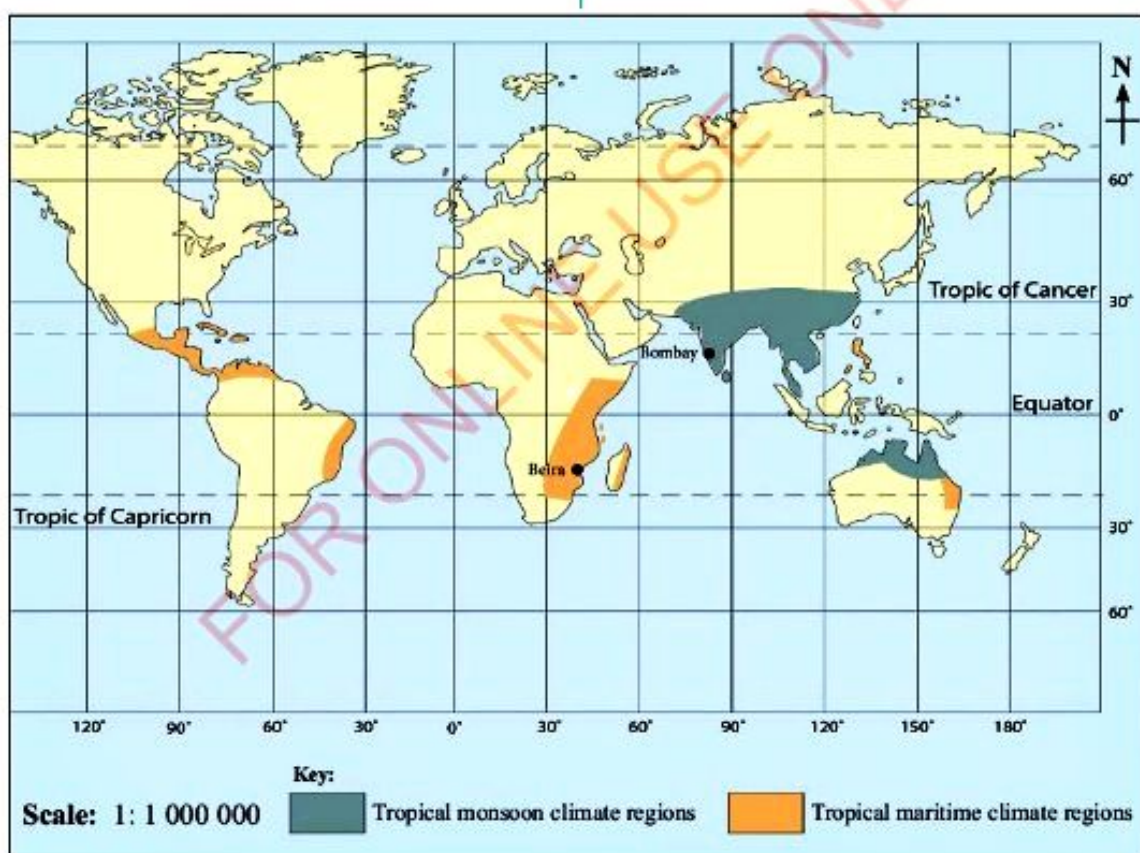 FOR ONLINE USE ONL
N
60°
Tropic of Cancer
30°
Bombay
Equator
0°
Beira
Tropic of Capricorn
30°
60°
120° 90° 60° 30° 0° 30° 60° 90° 120° 150° 180°
Key:
Scale: 1: 1 000 000
Tropical monsoon climate regions
Tropical maritime climate regions